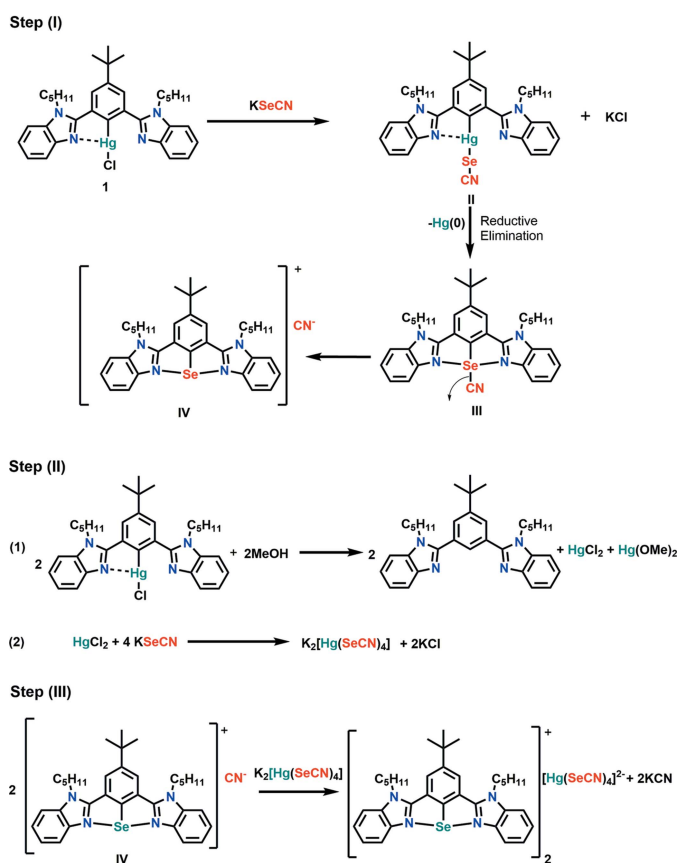 Step (I)
C₅H₁₁ C₅H₁₁
N N
N Hg N
Cl
1
KSeCN
C₅H₁₁ C₅H₁₁
N N
N Hg N
Se
CN
II
+ KCl
-Hg(0) Reductive
Elimination
C₅H₁₁ C₅H₁₁
N N
N Se N
CN
III
+
C₅H₁₁ C₅H₁₁
CN⁻
N N
N Se N
IV
Step (II)
(1)
2
C₅H₁₁ C₅H₁₁
N N
N Hg N
Cl
+ 2MeOH
2
C₅H₁₁ C₅H₁₁
N N
N N
+ HgCl₂ + Hg(OMe)₂
(2) HgCl₂ + 4 KSeCN K₂[Hg(SeCN)₄] + 2KCl
Step (III)
2
+
C₅H₁₁ C₅H₁₁
CN⁻
N N
N Se N
IV
K₂[Hg(SeCN)₄]
+
C₅H₁₁ C₅H₁₁
N N
N Se N
2
[Hg(SeCN)₄]²⁻ + 2KCN